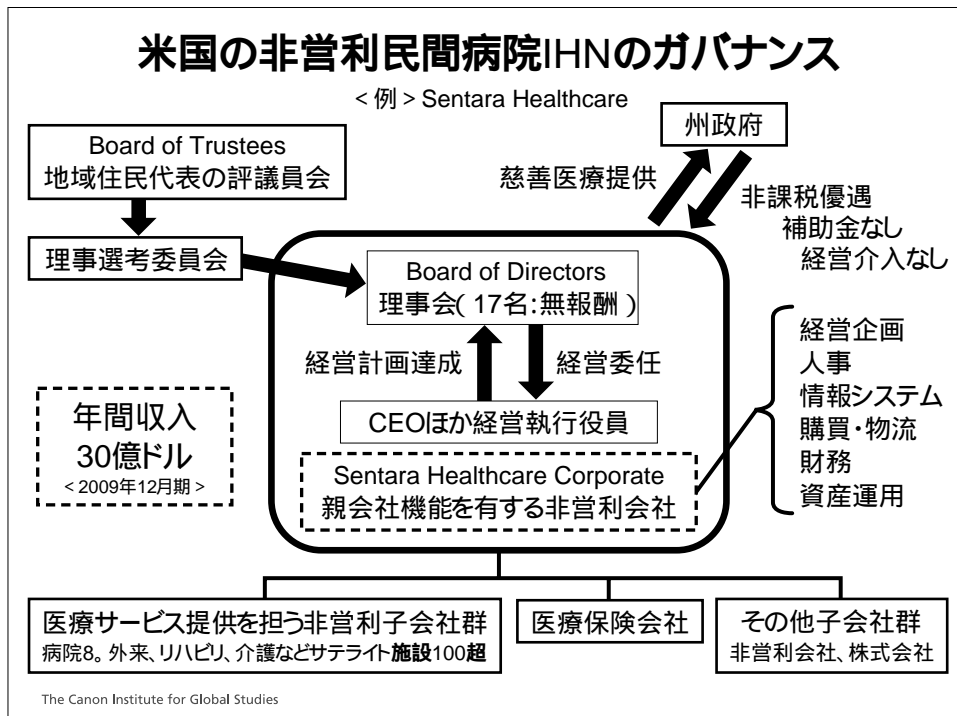 米国の非営利民間病院IHNのガバナンス
<例> Sentara Healthcare
Board of Trustees
地域住民代表の評議員会
州政府
慈善医療提供
非課税優遇
補助金なし
経営介入なし
理事選考委員会
Board of Directors
理事会(17名:無報酬)
経営計画達成
経営委任
経営企画
人事
情報システム
購買・物流
財務
資産運用
年間収入
30億ドル
<2009年12月期>
CEOほか経営執行役員
Sentara Healthcare Corporate
親会社機能を有する非営利会社
医療サービス提供を担う非営利子会社群
病院8。外来、リハビリ、介護などサテライト施設100超
医療保険会社
その他子会社群
非営利会社、株式会社
The Canon Institute for Global Studies